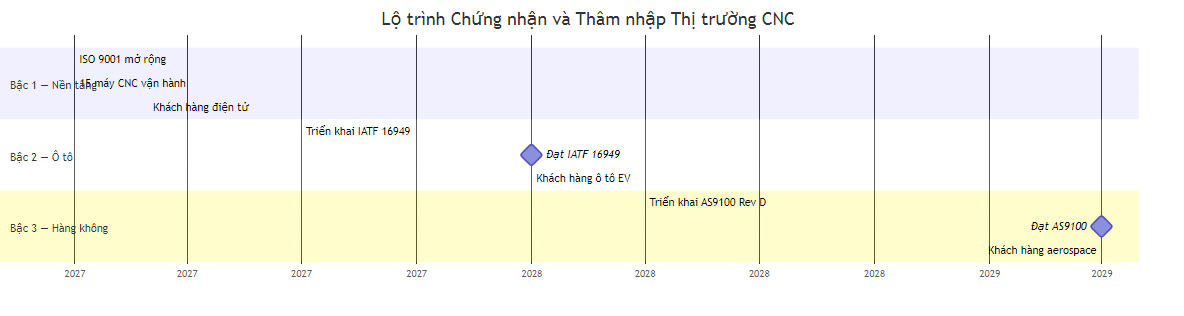 Lộ trình Chứng nhận và Thâm nhập Thị trường CNC
ISO 9001 mở rộng
Bậc 1 — Nền tảng
15 máy CNC vận hành
Khách hàng điện tử
Triển khai IATF 16949
Bậc 2 — Ô tô
Đạt IATF 16949
Khách hàng ô tô EV
Triển khai AS9100 Rev D
Bậc 3 — Hàng không
Đạt AS9100
Khách hàng aerospace
2027 2027 2027 2027 2028 2028 2028 2028 2029 2029